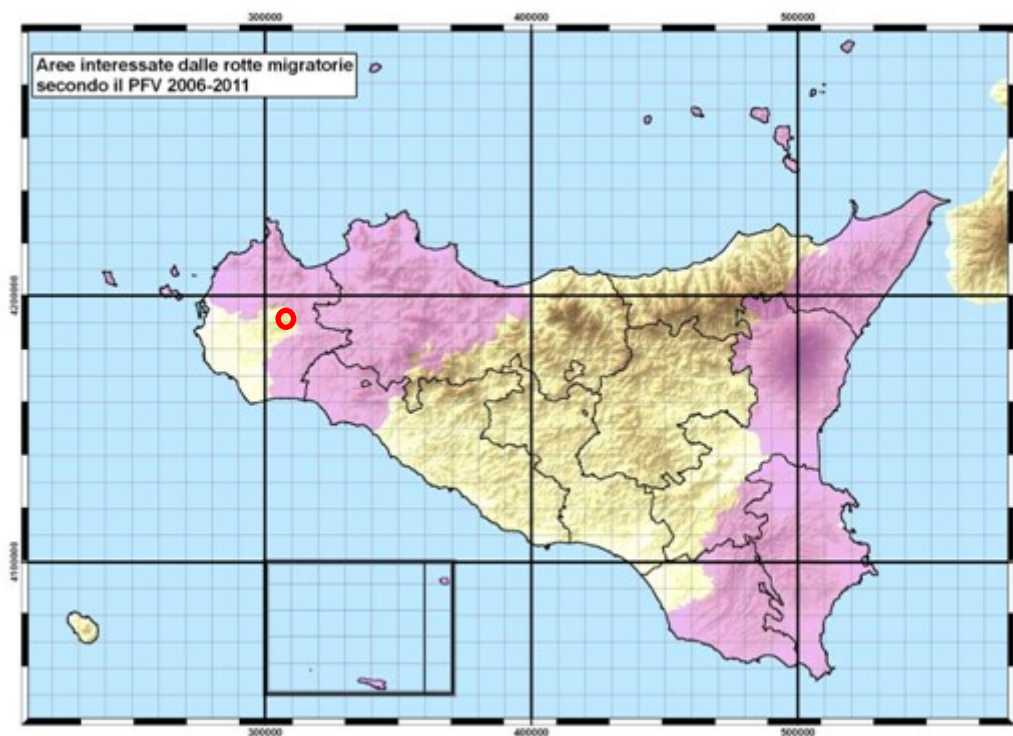 300000 400000 500000
Aree interessate dalle rotte migratorie
secondo il PFV 2006-2011
4200000
4100000
300000 400000 500000